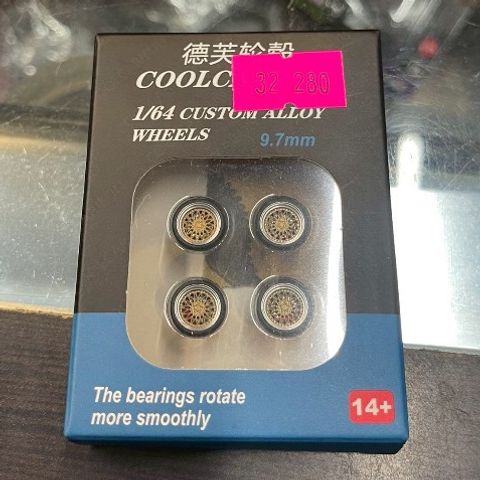 德芙轮毂
32 280
1/64 CUSTOM ALLOY
WHEELS
9.7mm
The bearings rotate
more smoothly
14+